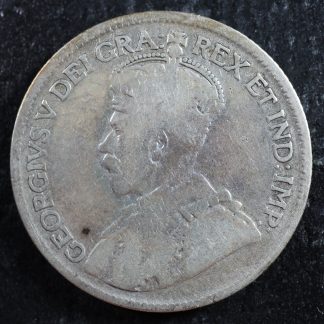 GEORGIVS V DEI GRA: REX ET IND: IMP: